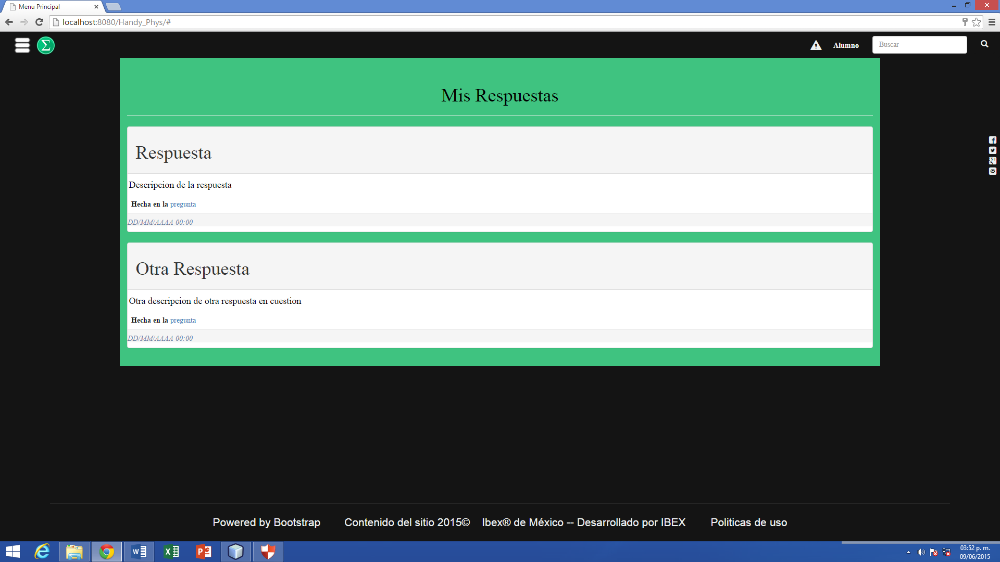 Menu Principal
localhost:8080/Handy_Phys/#
Σ
Alumno
Buscar
Mis Respuestas
Respuesta
Descripcion de la respuesta
Hecha en la pregunta
DD/MM/AAAA 00:00
Otra Respuesta
Otra descripcion de otra respuesta en cuestion
Hecha en la pregunta
DD/MM/AAAA 00:00
Powered by Bootstrap Contenido del sitio 2015© Ibex® de México -- Desarrollado por IBEX Politicas de uso
03:52 p. m.
09/06/2015